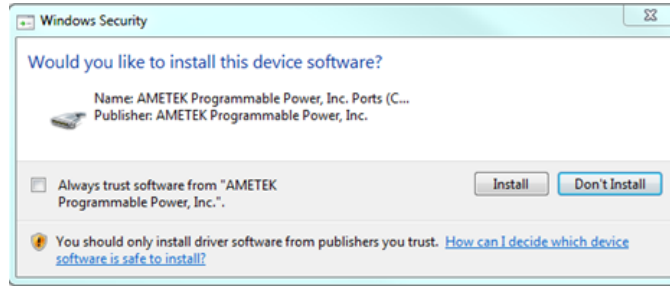 Windows Security
Would you like to install this device software?
Name: AMETEK Programmable Power, Inc. Ports (C...
Publisher: AMETEK Programmable Power, Inc.
Always trust software from "AMETEK
Programmable Power, Inc.".
Install
Don't Install
You should only install driver software from publishers you trust. How can I decide which device
software is safe to install?